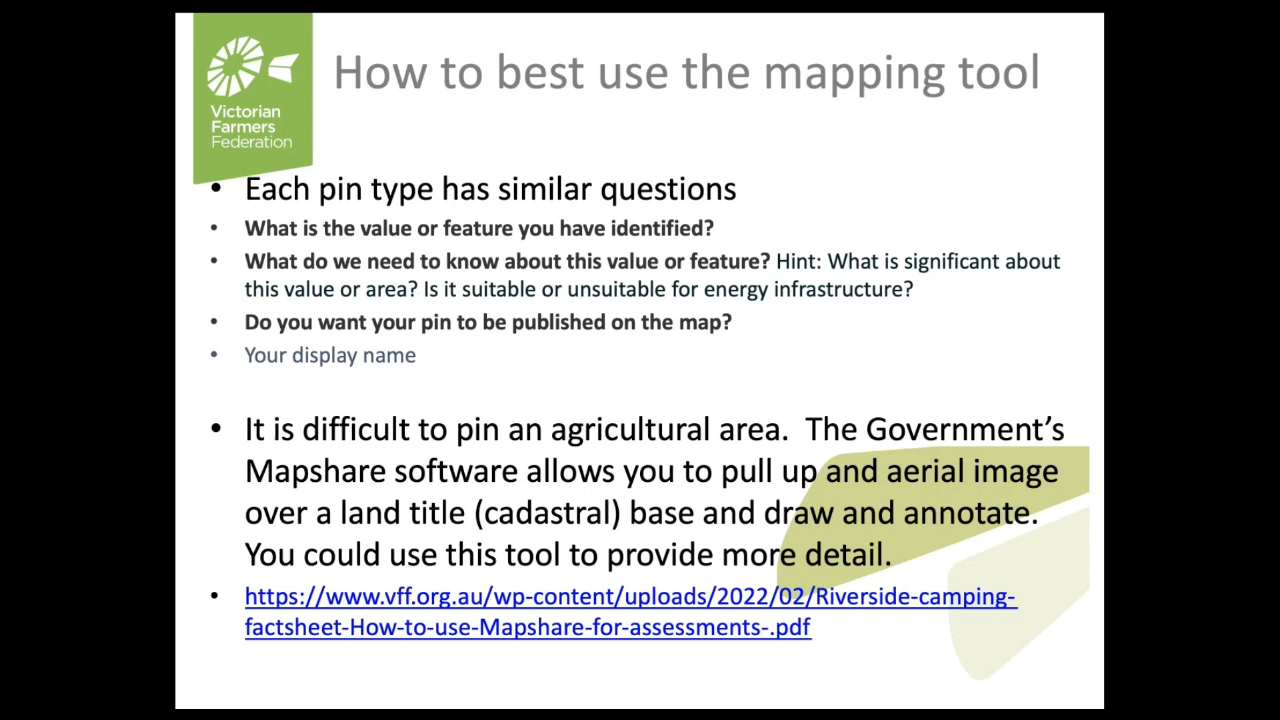 Victorian
Farmers
Federation
How to best use the mapping tool
• Each pin type has similar questions
• What is the value or feature you have identified?
• What do we need to know about this value or feature? Hint: What is significant about
this value or area? Is it suitable or unsuitable for energy infrastructure?
• Do you want your pin to be published on the map?
• Your display name
• It is difficult to pin an agricultural area.  The Government's
Mapshare software allows you to pull up and aerial image
over a land title (cadastral) base and draw and annotate.
You could use this tool to provide more detail.
• https://www.vff.org.au/wp-content/uploads/2022/02/Riverside-camping-
factsheet-How-to-use-Mapshare-for-assessments-.pdf